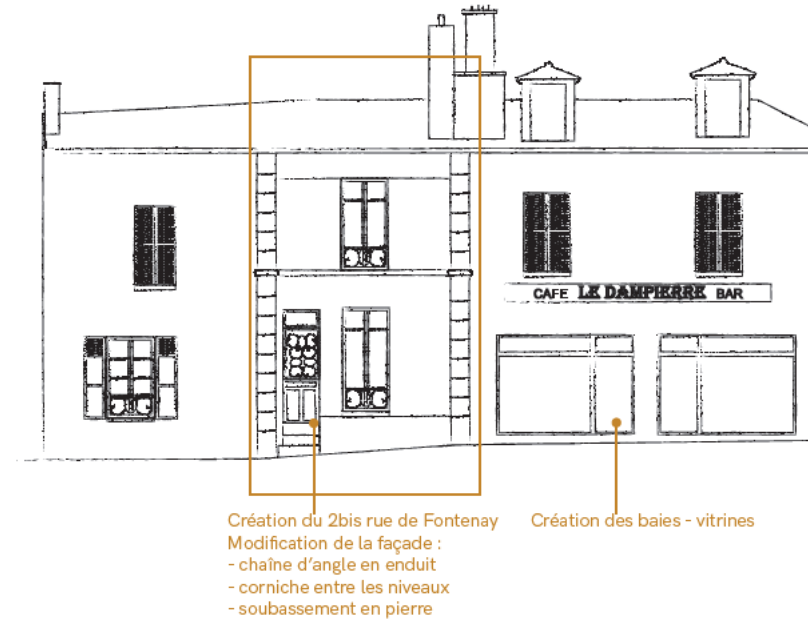 CAFE LE DAMPIERRE BAR
Création du 2bis rue de Fontenay
Modification de la façade :
- chaîne d'angle en enduit
- corniche entre les niveaux
- soubassement en pierre
Création des baies - vitrines